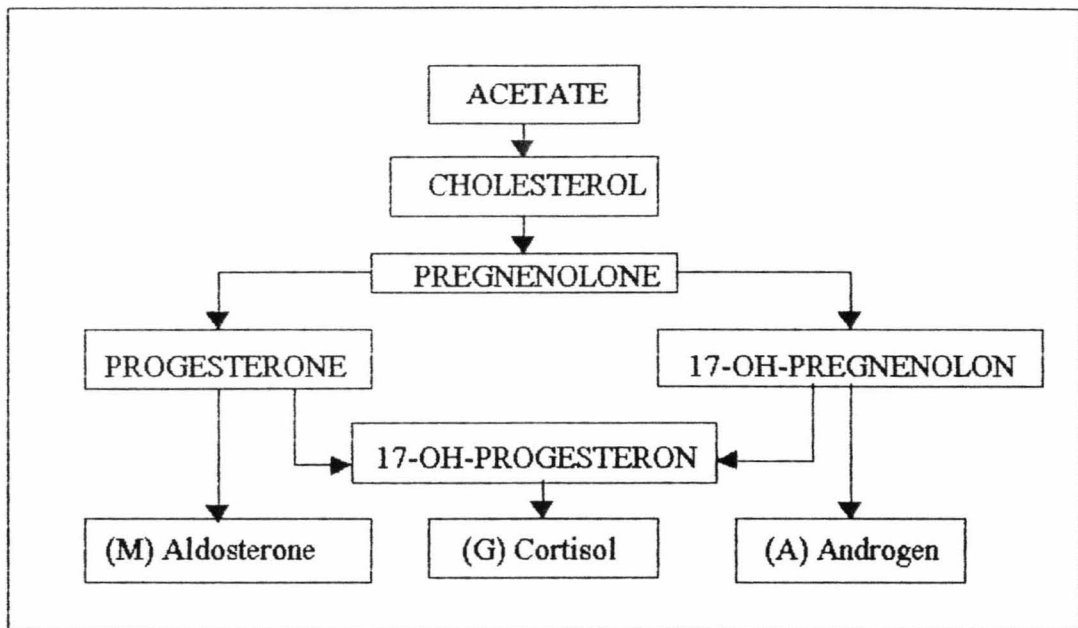 ACETATE
CHOLESTEROL
PREGNENOLONE
PROGESTERONE
17-OH-PREGNENOLON
17-OH-PROGESTERON
(M) Aldosterone
(G) Cortisol
(A) Androgen